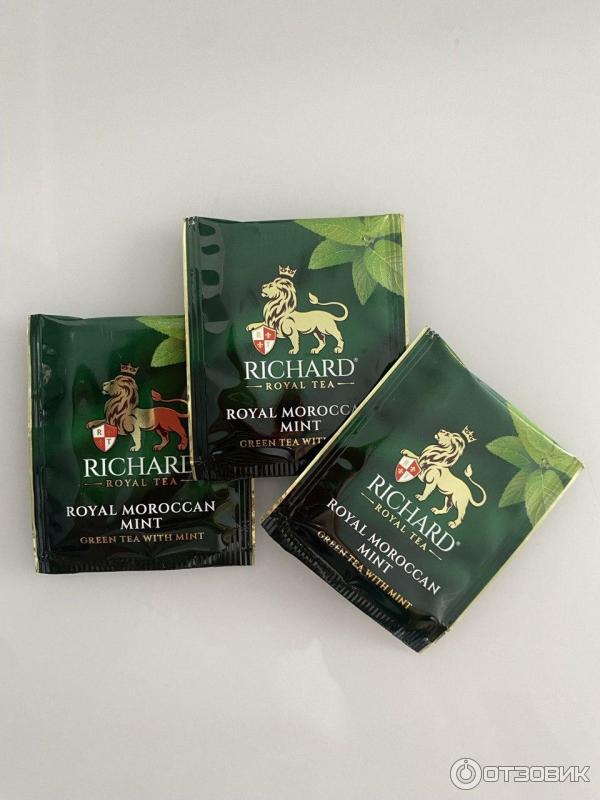 R
T
RICHARD®
ROYAL TEA
ROYAL MOROCCAN
MINT
GREEN TEA WITH
R
T
RICHARD
ROYAL TEA
ROYAL MOROCCAN
MINT
GREEN TEA WITH MINT
R
T
RICHARD®
ROYAL TEA
ROYAL MOROCCAN
MINT
GREEN TEA WITH MINT
ОТЗОВИК